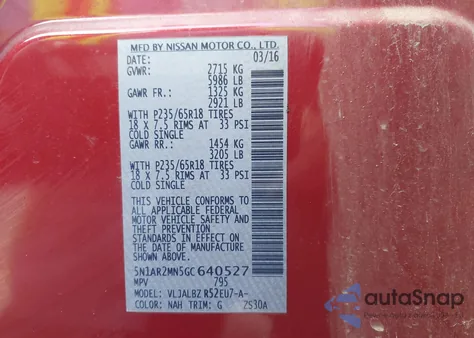 MFD BY NISSAN MOTOR CO., LTD.
DATE: 03/16
GVWR: 2715 KG
5986 LB
GAWR FR: 1325 KG
2921 LB
WITH P235/65R18 TIRES
18 X 7.5 RIMS AT 33 PSI
COLD SINGLE
GAWR RR: 1454 KG
3205 LB
WITH P235/65R18 TIRES
18 X 7.5 RIMS AT 33 PSI
COLD SINGLE
THIS VEHICLE CONFORMS TO
ALL APPLICABLE FEDERAL
MOTOR VEHICLE SAFETY AND
THEFT PREVENTION
STANDARDS IN EFFECT ON
THE DATE OF MANUFACTURE
SHOWN ABOVE.
5N1AR2MN5GC640527
MPV 795
MODEL: VLJALBZ R52EU7-A-
COLOR: NAH TRIM: G ZS30A
autoSnap